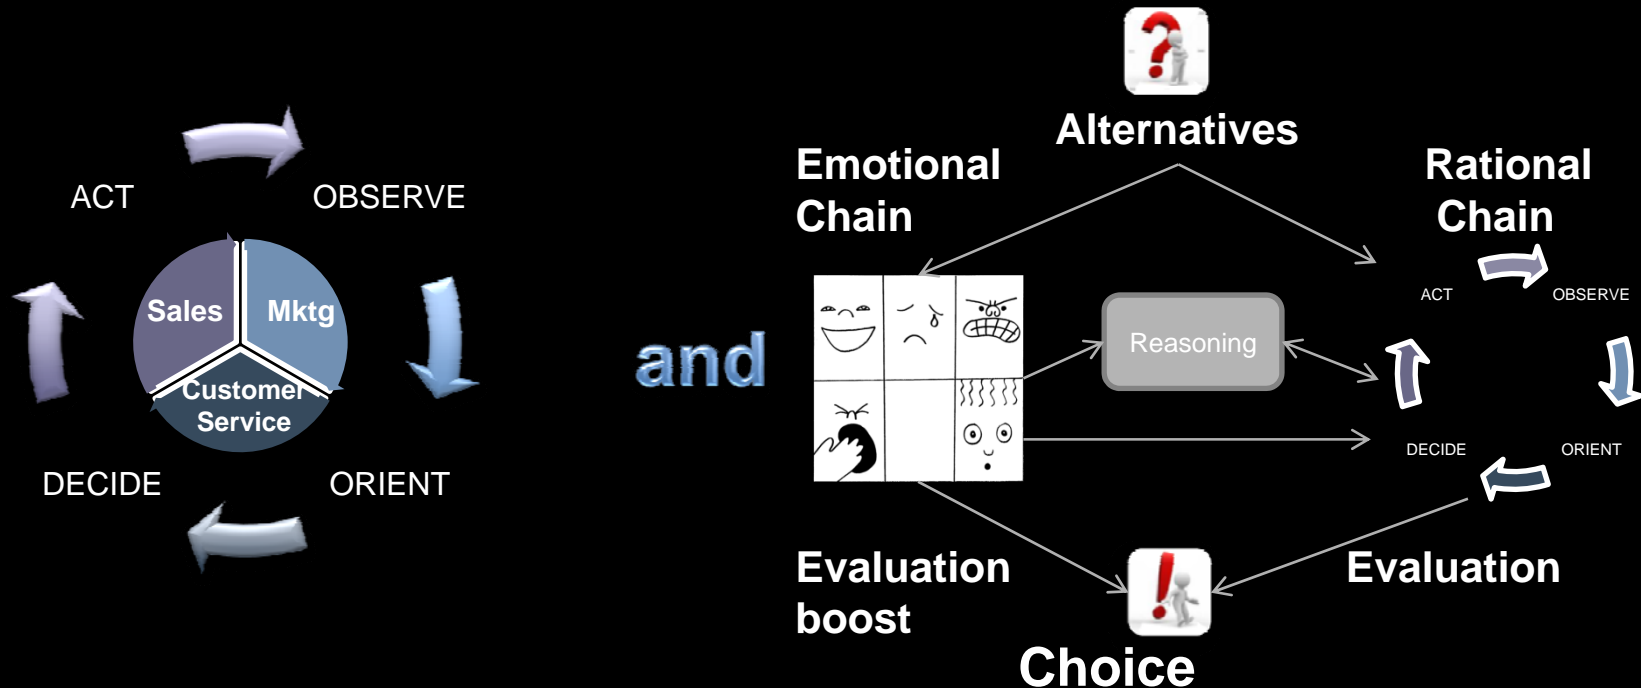 ACT
OBSERVE
Sales
Mktg
Customer
Service
DECIDE
ORIENT
and
Alternatives
Emotional
Chain
Rational
Chain
ACT
OBSERVE
Reasoning
DECIDE
ORIENT
Evaluation
boost
Evaluation
Choice